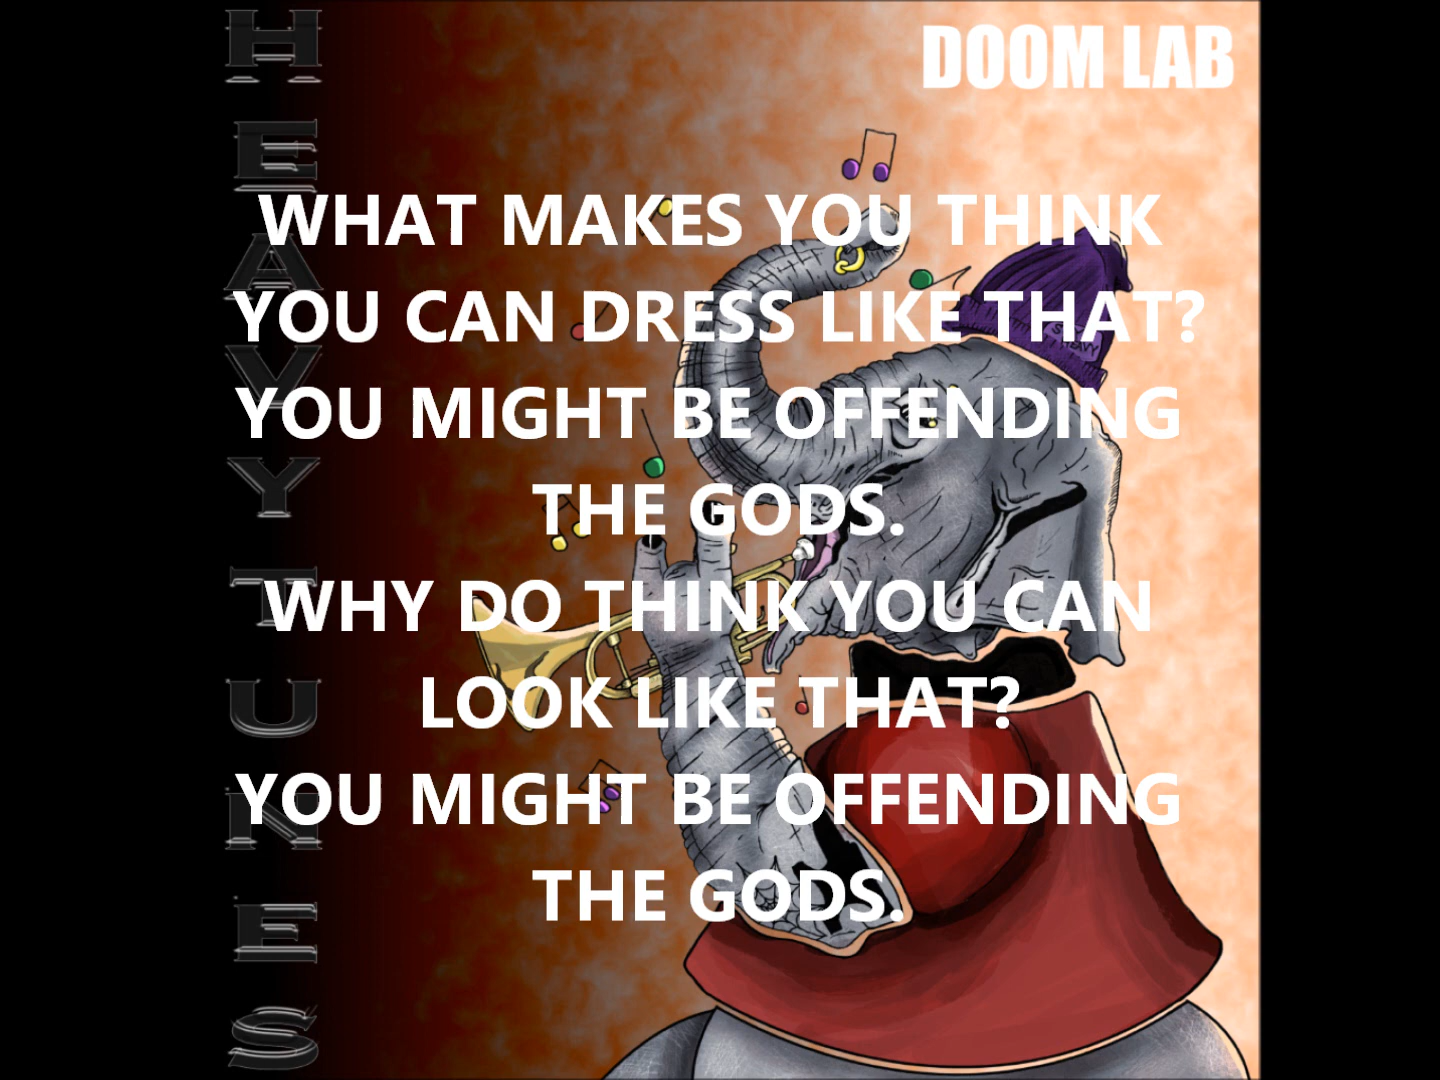 DOOM LAB
HEAVY TUNES
WHAT MAKES YOU THINK
YOU CAN DRESS LIKE THAT?
YOU MIGHT BE OFFENDING
THE GODS.
WHY DO THINK YOU CAN
LOOK LIKE THAT?
YOU MIGHT BE OFFENDING
THE GODS.